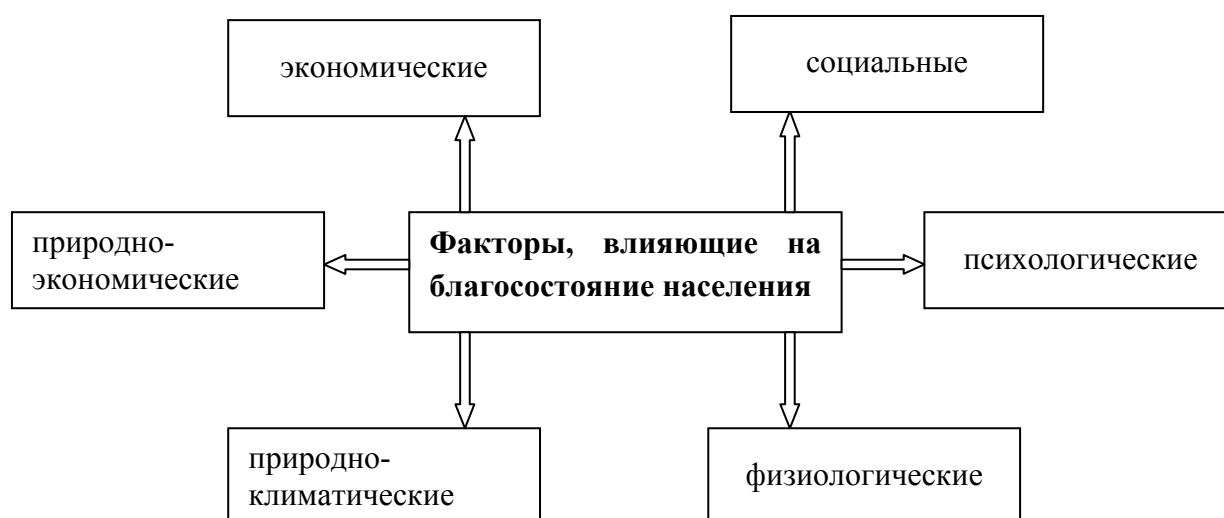 экономические
социальные
природно-
экономические
Факторы, влияющие на
благосостояние населения
психологические
природно-
климатические
физиологические